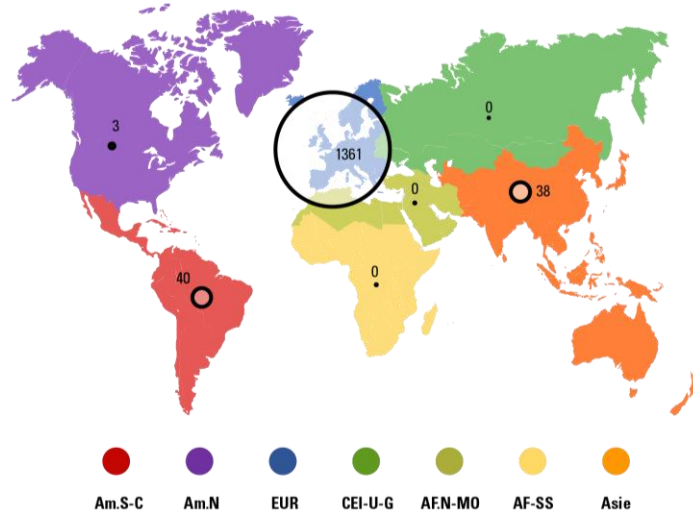 0
3
1361
0
38
40
0
Am.S-C
Am.N
EUR
CEI-U-G
AF.N-MO
AF-SS
Asie